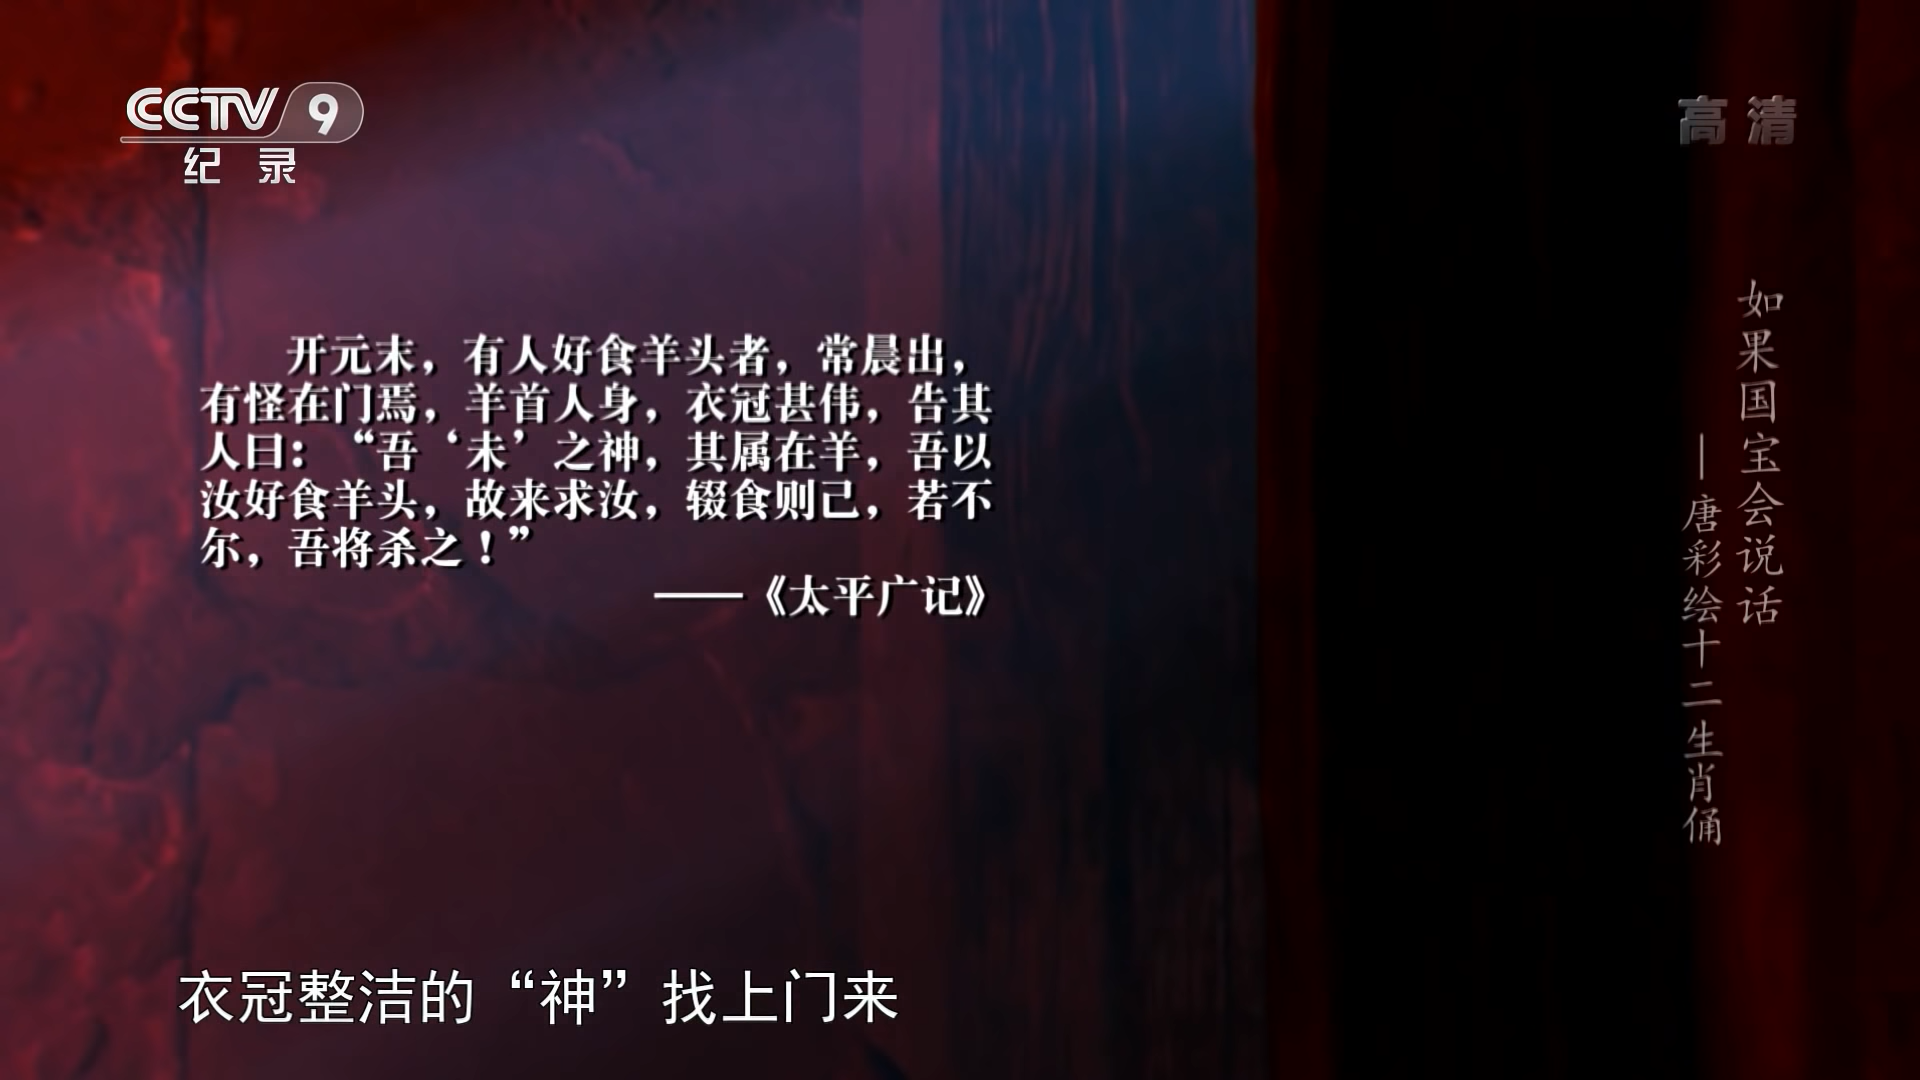 CCTV 9
纪 录
高 清
开元末，有人好食羊头者，常晨出，
有怪在门焉，羊首人身，衣冠甚伟，告其
人曰：“吾‘未’之神，其属在羊，吾以
汝好食羊头，故来求汝，辍食则已，若不
尔，吾将杀之！”
——《太平广记》
如果国宝会说话
—唐彩绘十二生肖俑
衣冠整洁的“神”找上门来